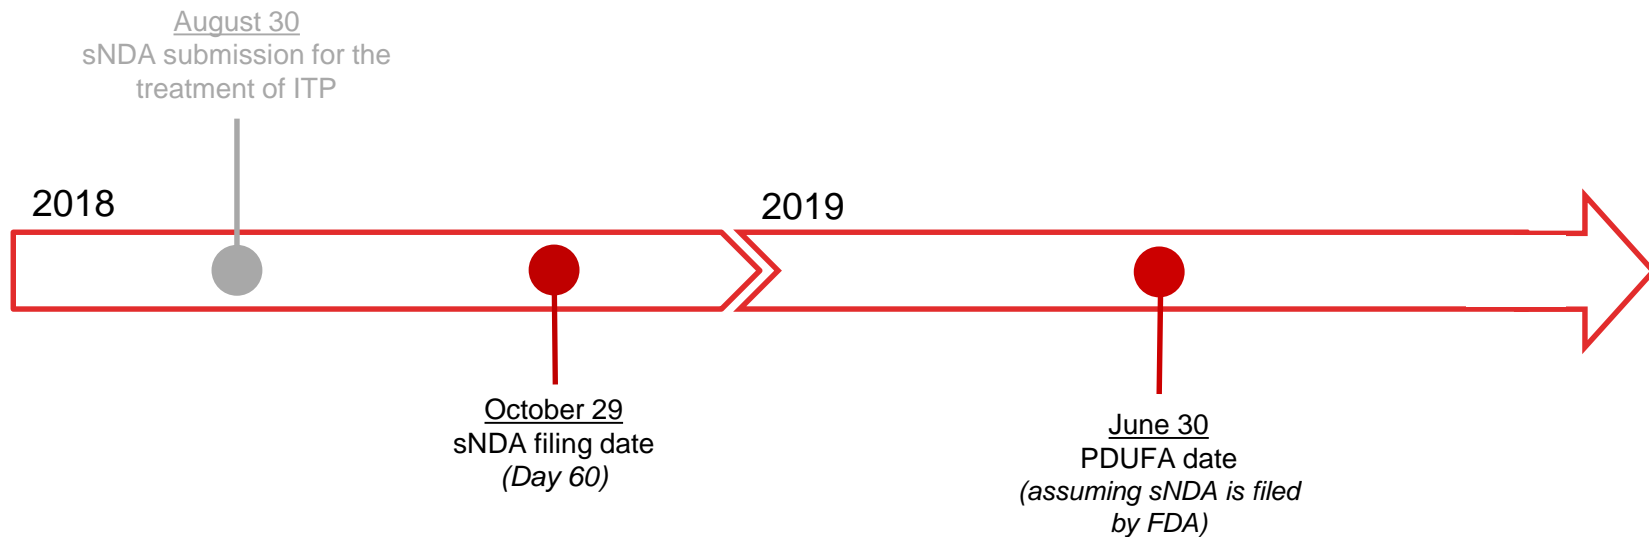 August 30
sNDA submission for the
treatment of ITP
2018
2019
October 29
sNDA filing date
(Day 60)
June 30
PDUFA date
(assuming sNDA is filed
by FDA)